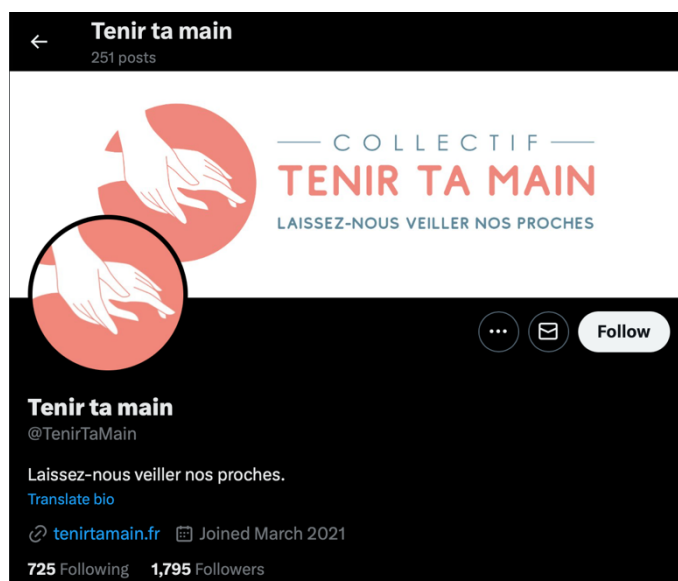 Tenir ta main
251 posts
COLLECTIF
TENIR TA MAIN
LAISSEZ-NOUS VEILLER NOS PROCHES
Follow
Tenir ta main
@TenirTaMain
Laissez-nous veiller nos proches.
Translate bio
tenirtamain.fr Joined March 2021
725 Following 1,795 Followers